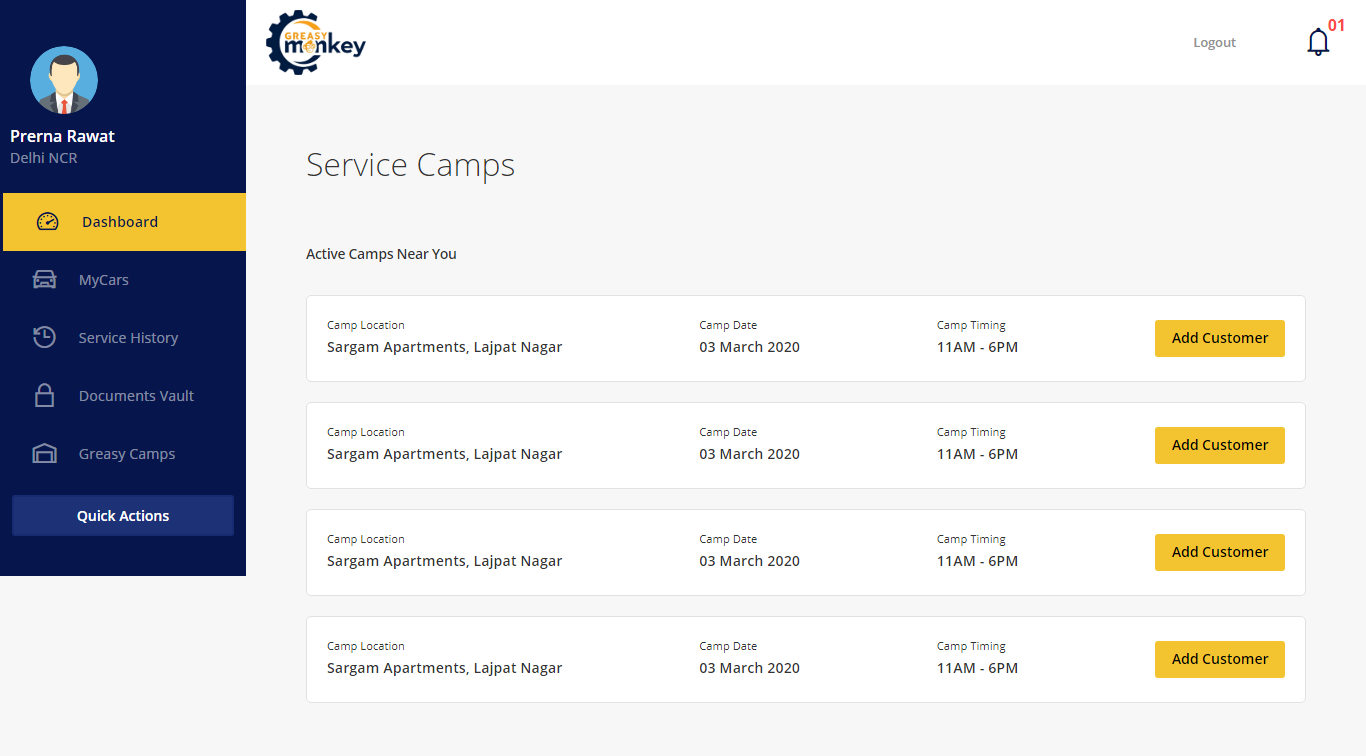 Prerna Rawat
Delhi NCR
Dashboard
MyCars
Service History
Documents Vault
Greasy Camps
Quick Actions
GREASY
monkey
Logout
01
Service Camps
Active Camps Near You
Camp Location Camp Date Camp Timing
Sargam Apartments, Lajpat Nagar 03 March 2020 11AM - 6PM Add Customer
Camp Location Camp Date Camp Timing
Sargam Apartments, Lajpat Nagar 03 March 2020 11AM - 6PM Add Customer
Camp Location Camp Date Camp Timing
Sargam Apartments, Lajpat Nagar 03 March 2020 11AM - 6PM Add Customer
Camp Location Camp Date Camp Timing
Sargam Apartments, Lajpat Nagar 03 March 2020 11AM - 6PM Add Customer